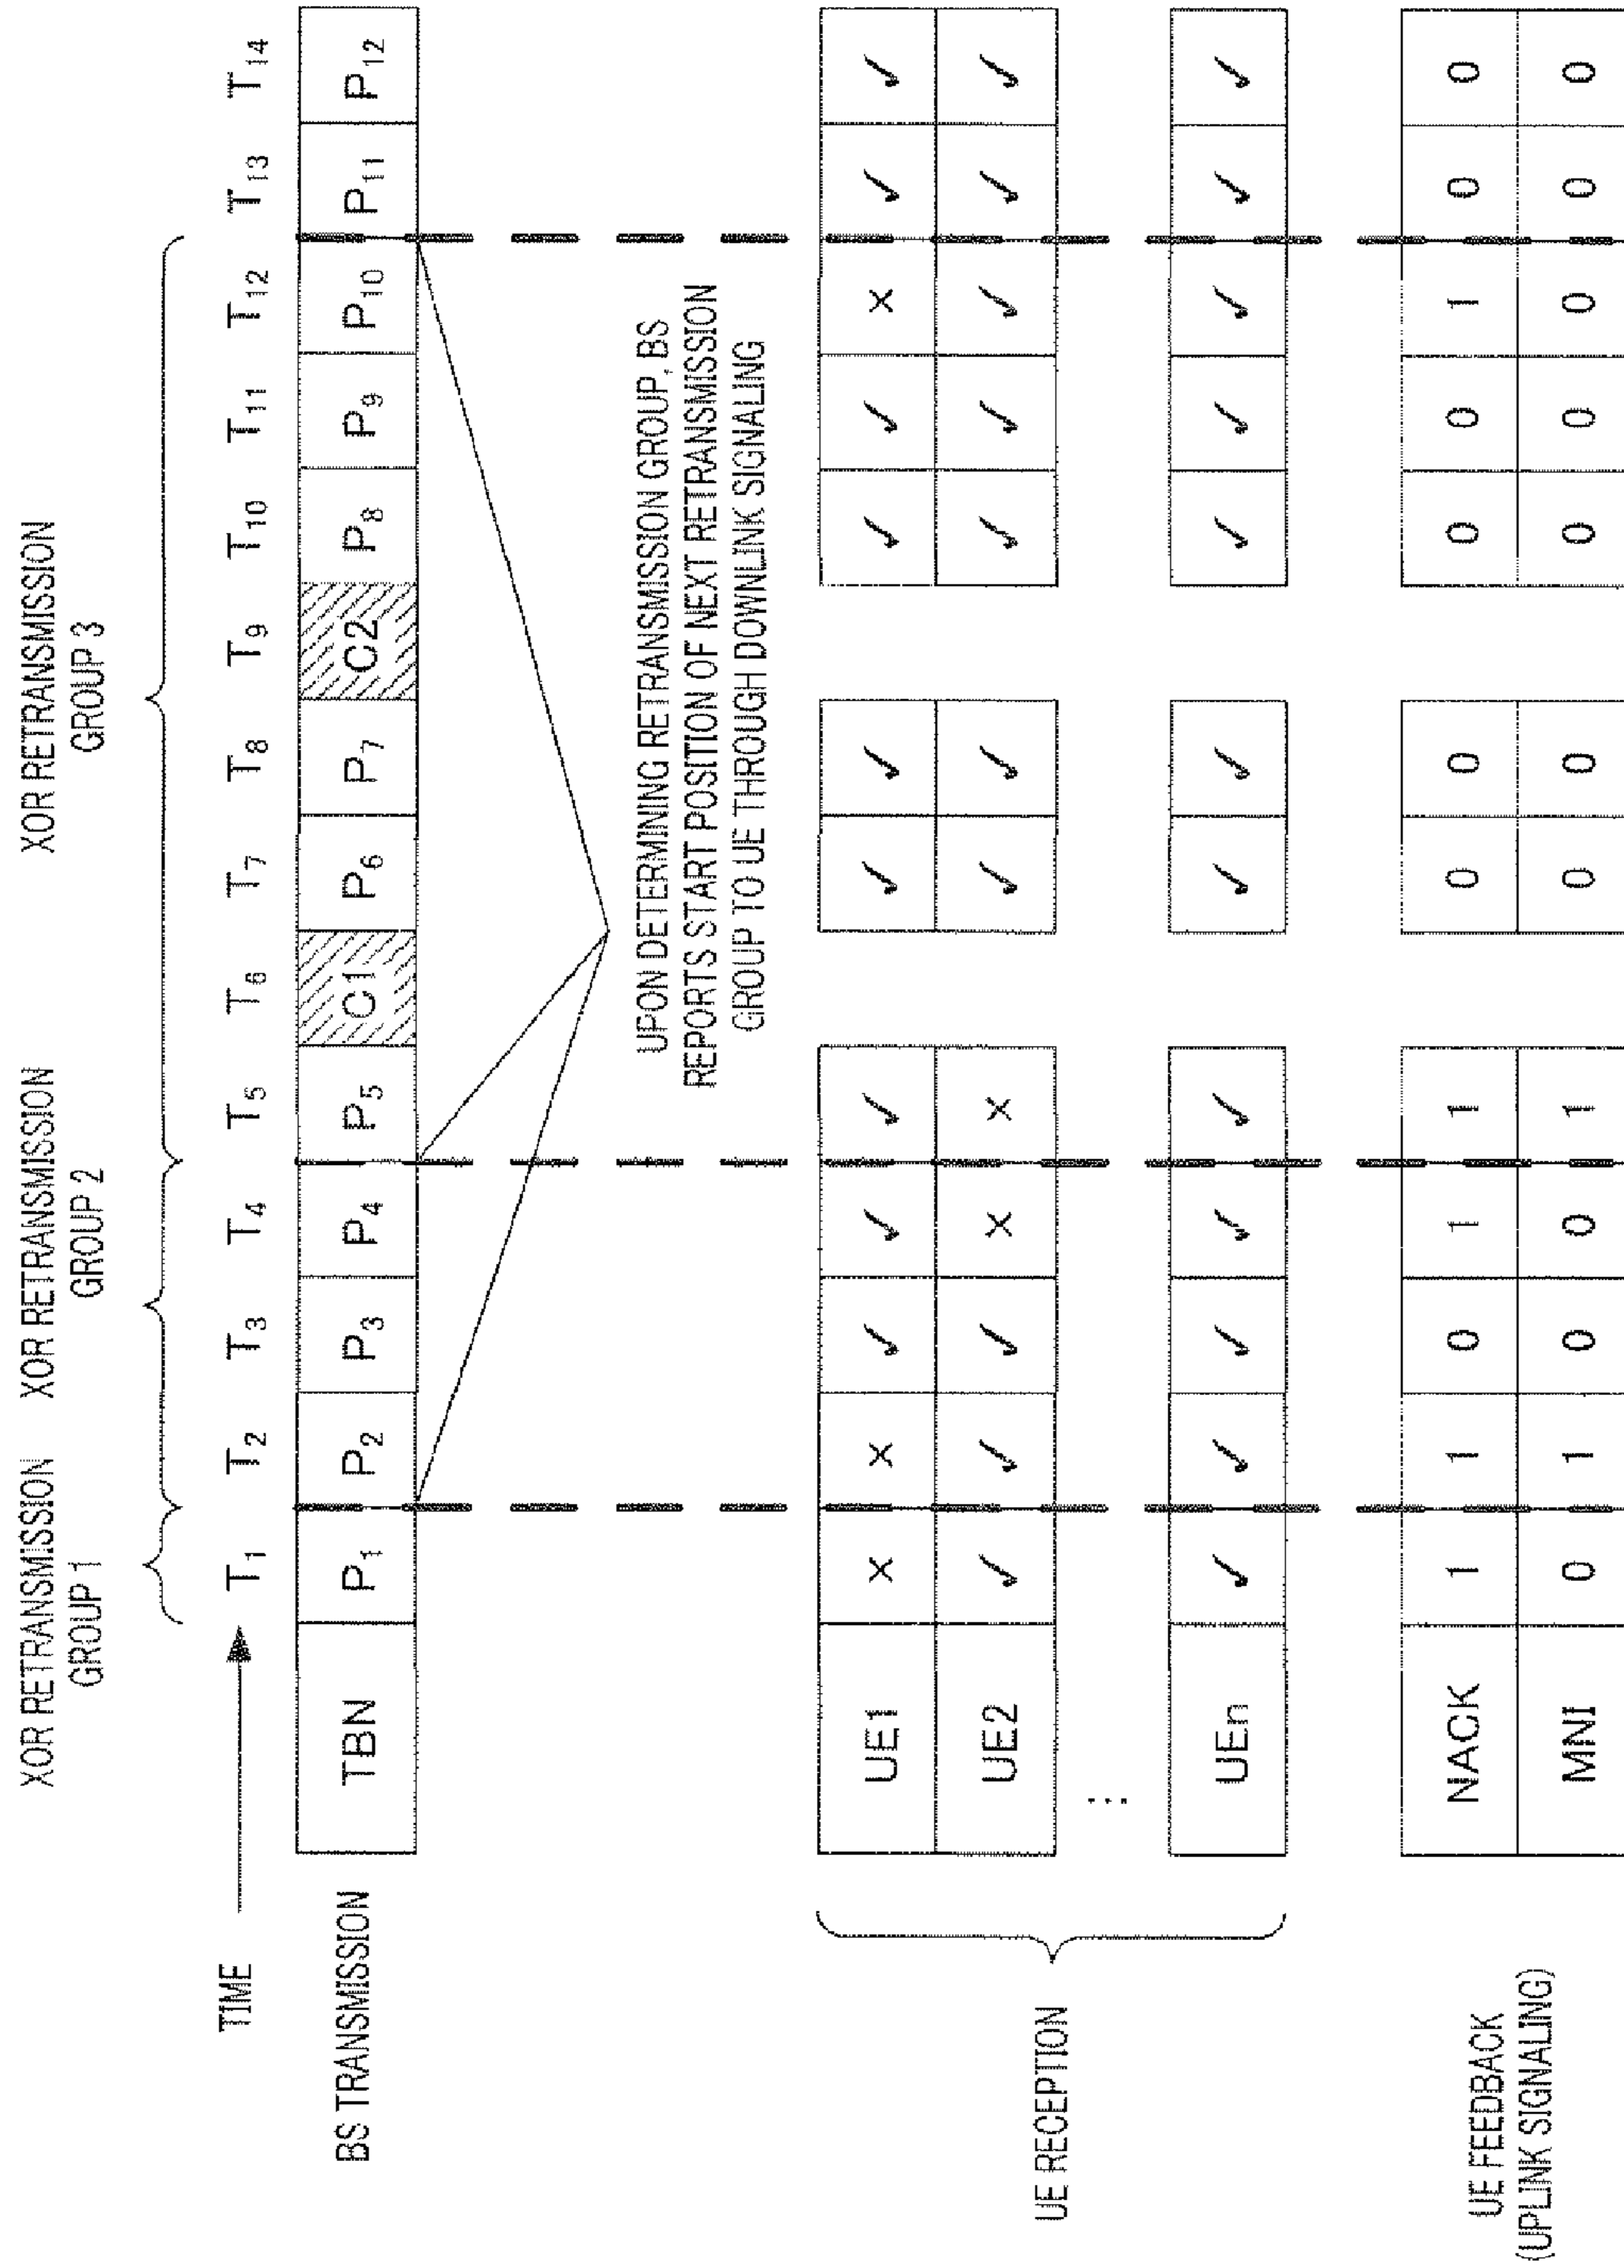 XOR RETRANSMISSION GROUP 1
XOR RETRANSMISSION GROUP 2
XOR RETRANSMISSION GROUP 3
TIME T1 T2 T3 T4 T5 T6 T7 T8 T9 T10 T11 T12 T13 T14
BS TRANSMISSION TBN P1 P2 P3 P4 P5 C1 P6 P7 C2 P8 P9 P10 P11 P12
UPON DETERMINING RETRANSMISSION GROUP, BS
REPORTS START POSITION OF NEXT RETRANSMISSION
GROUP TO UE THROUGH DOWNLINK SIGNALING
UE RECEPTION
UE1 × × ✓ ✓ ✓ ✓ ✓ ✓ ✓ × ✓ ✓
UE2 ✓ ✓ ✓ × × ✓ ✓ ✓ ✓ ✓ ✓ ✓
...
UEn ✓ ✓ ✓ ✓ ✓ ✓ ✓ ✓ ✓ ✓ ✓ ✓
UE FEEDBACK
(UPLINK SIGNALING)
NACK 1 1 0 1 1 0 0 0 0 1 0 0
MNI 0 1 0 0 1 0 0 0 0 0 0 0